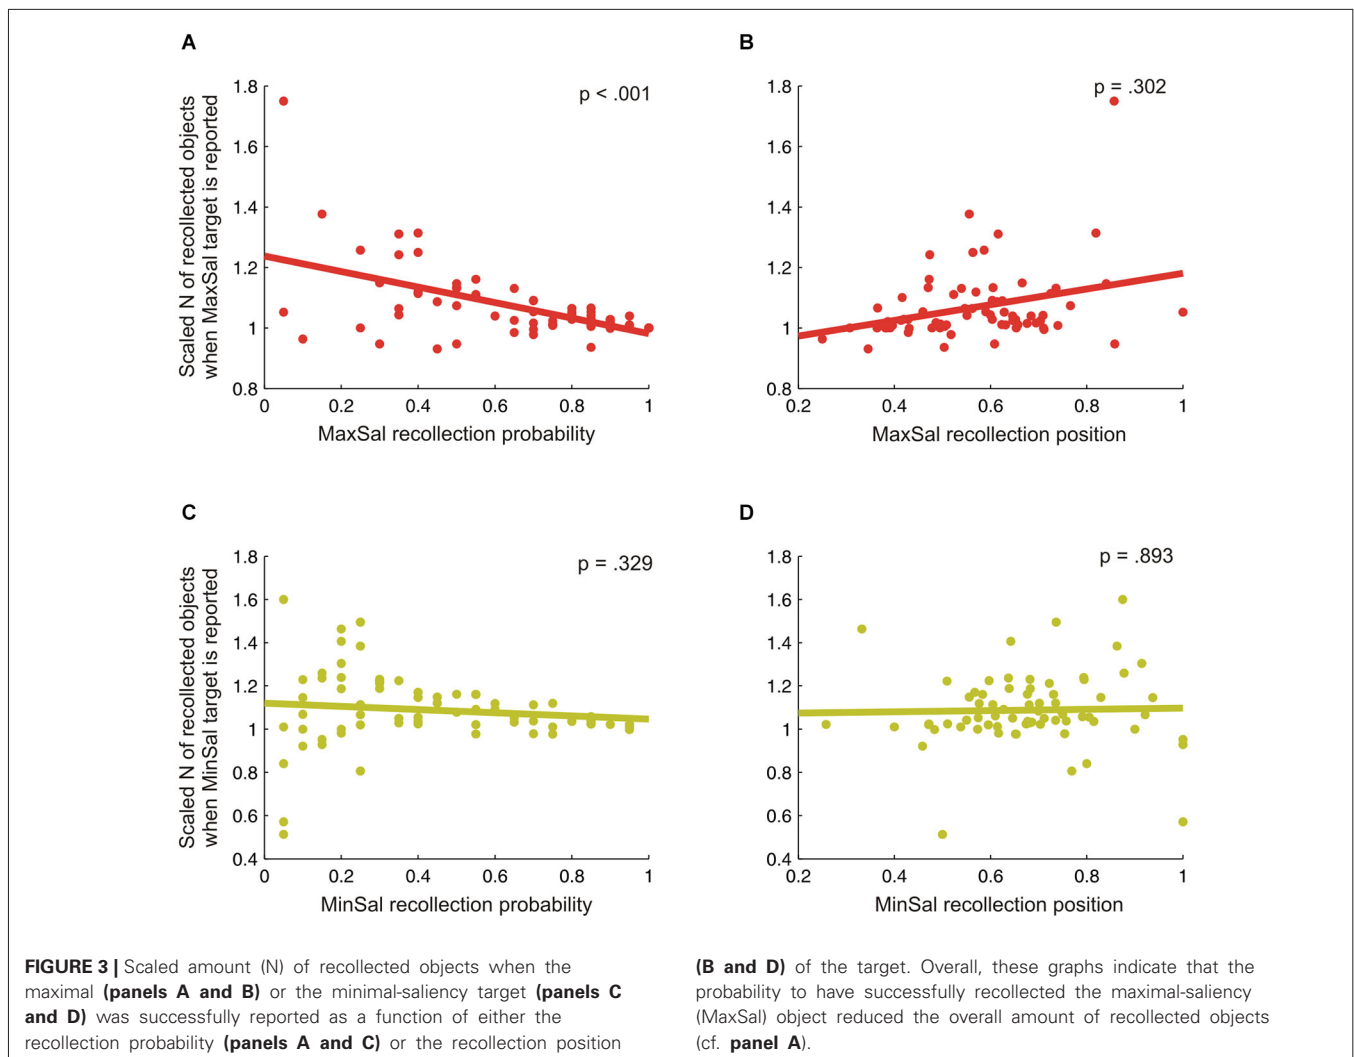 A
Scaled N of recollected objects
when MaxSal target is reported
p < .001
1.8
1.6
1.4
1.2
1
0.8
0 0.2 0.4 0.6 0.8 1
MaxSal recollection probability
B
p = .302
1.8
1.6
1.4
1.2
1
0.8
0.2 0.4 0.6 0.8 1
MaxSal recollection position
C
Scaled N of recollected objects
when MinSal target is reported
p = .329
1.8
1.6
1.4
1.2
1
0.8
0.6
0.4
0 0.2 0.4 0.6 0.8 1
MinSal recollection probability
D
p = .893
1.8
1.6
1.4
1.2
1
0.8
0.6
0.4
0.2 0.4 0.6 0.8 1
MinSal recollection position
FIGURE 3 | Scaled amount (N) of recollected objects when the
maximal (panels A and B) or the minimal-saliency target (panels C
and D) was successfully reported as a function of either the
recollection probability (panels A and C) or the recollection position
(B and D) of the target. Overall, these graphs indicate that the
probability to have successfully recollected the maximal-saliency
(MaxSal) object reduced the overall amount of recollected objects
(cf. panel A).